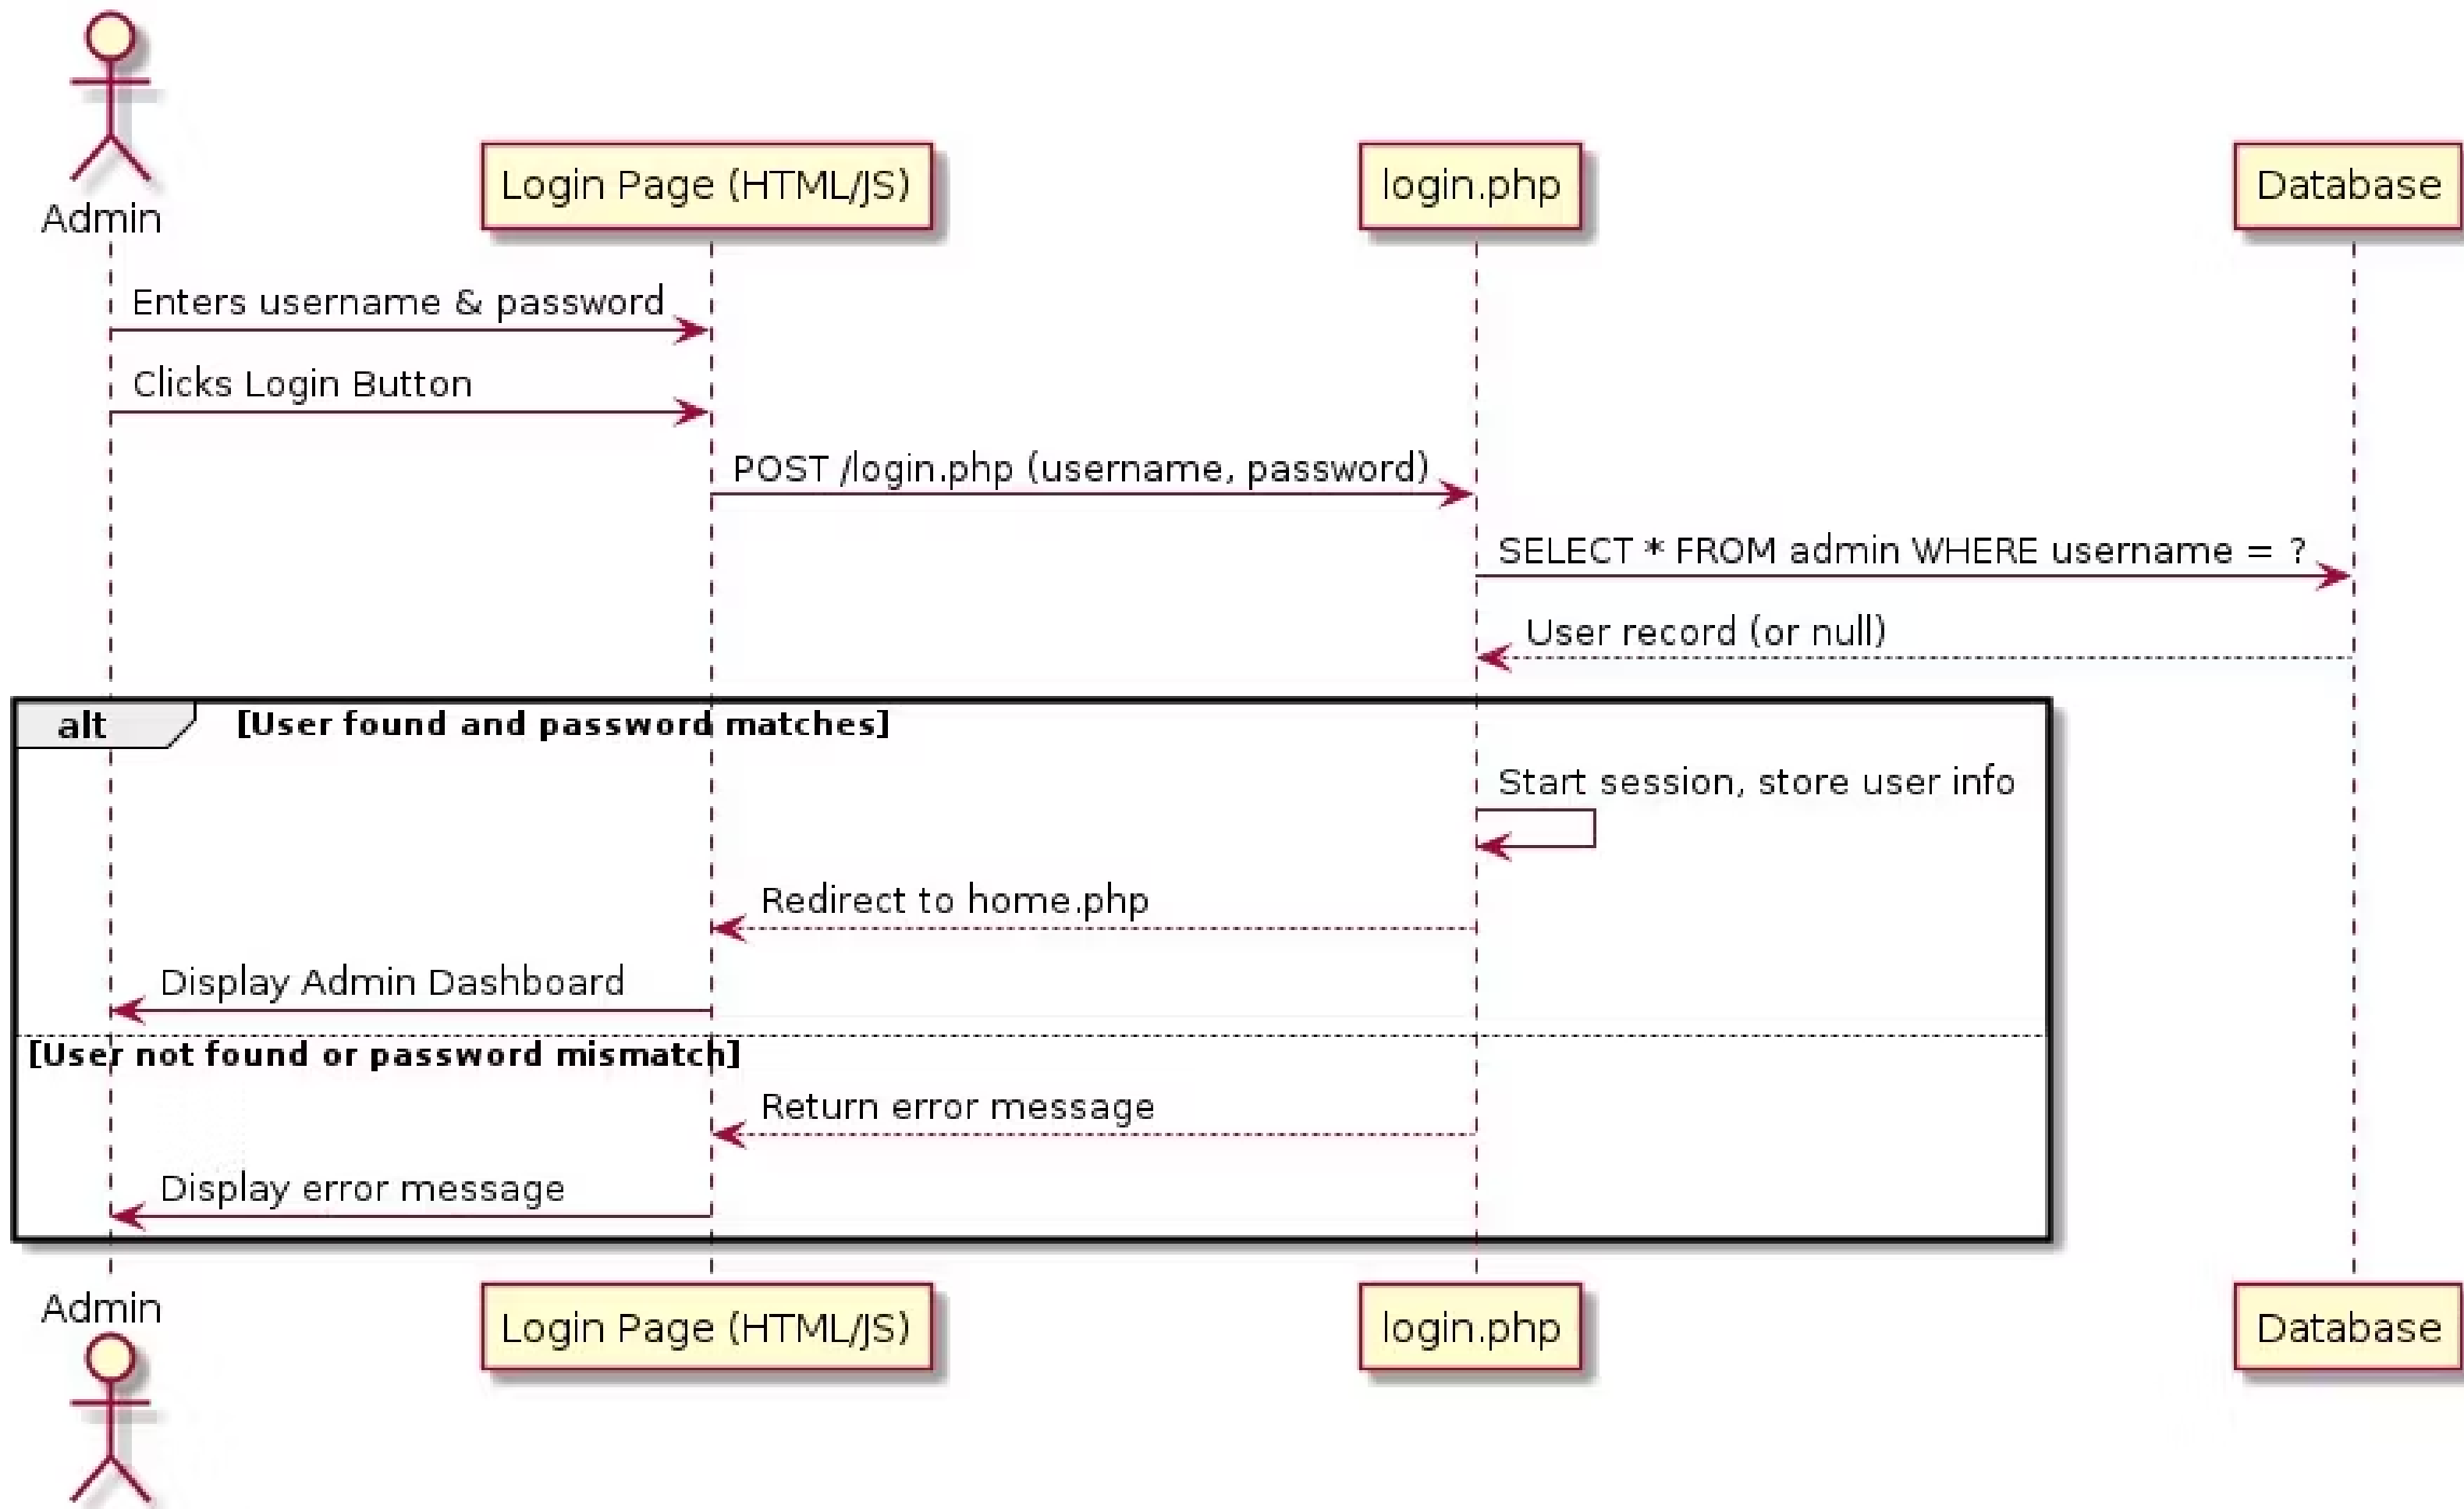 Admin
Login Page (HTML/JS)
login.php
Database
Enters username & password
Clicks Login Button
POST /login.php (username, password)
SELECT * FROM admin WHERE username = ?
User record (or null)
alt [User found and password matches]
Start session, store user info
Redirect to home.php
Display Admin Dashboard
[User not found or password mismatch]
Return error message
Display error message
Admin
Login Page (HTML/JS)
login.php
Database